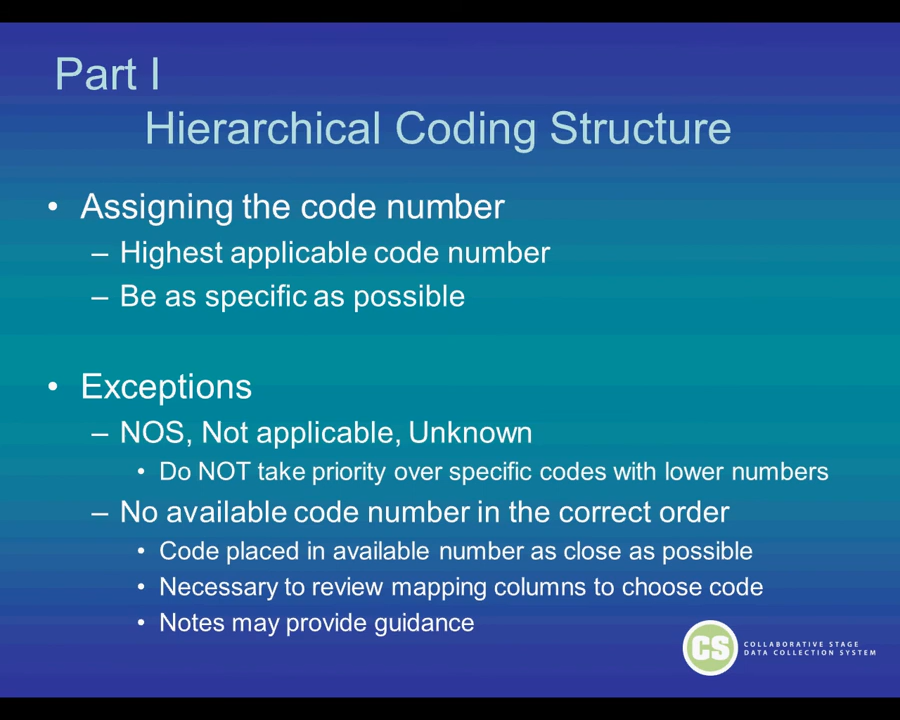 Part I
Hierarchical Coding Structure
• Assigning the code number
– Highest applicable code number
– Be as specific as possible
• Exceptions
– NOS, Not applicable, Unknown
• Do NOT take priority over specific codes with lower numbers
– No available code number in the correct order
• Code placed in available number as close as possible
• Necessary to review mapping columns to choose code
• Notes may provide guidance
CS
COLLABORATIVE STAGE
DATA COLLECTION SYSTEM